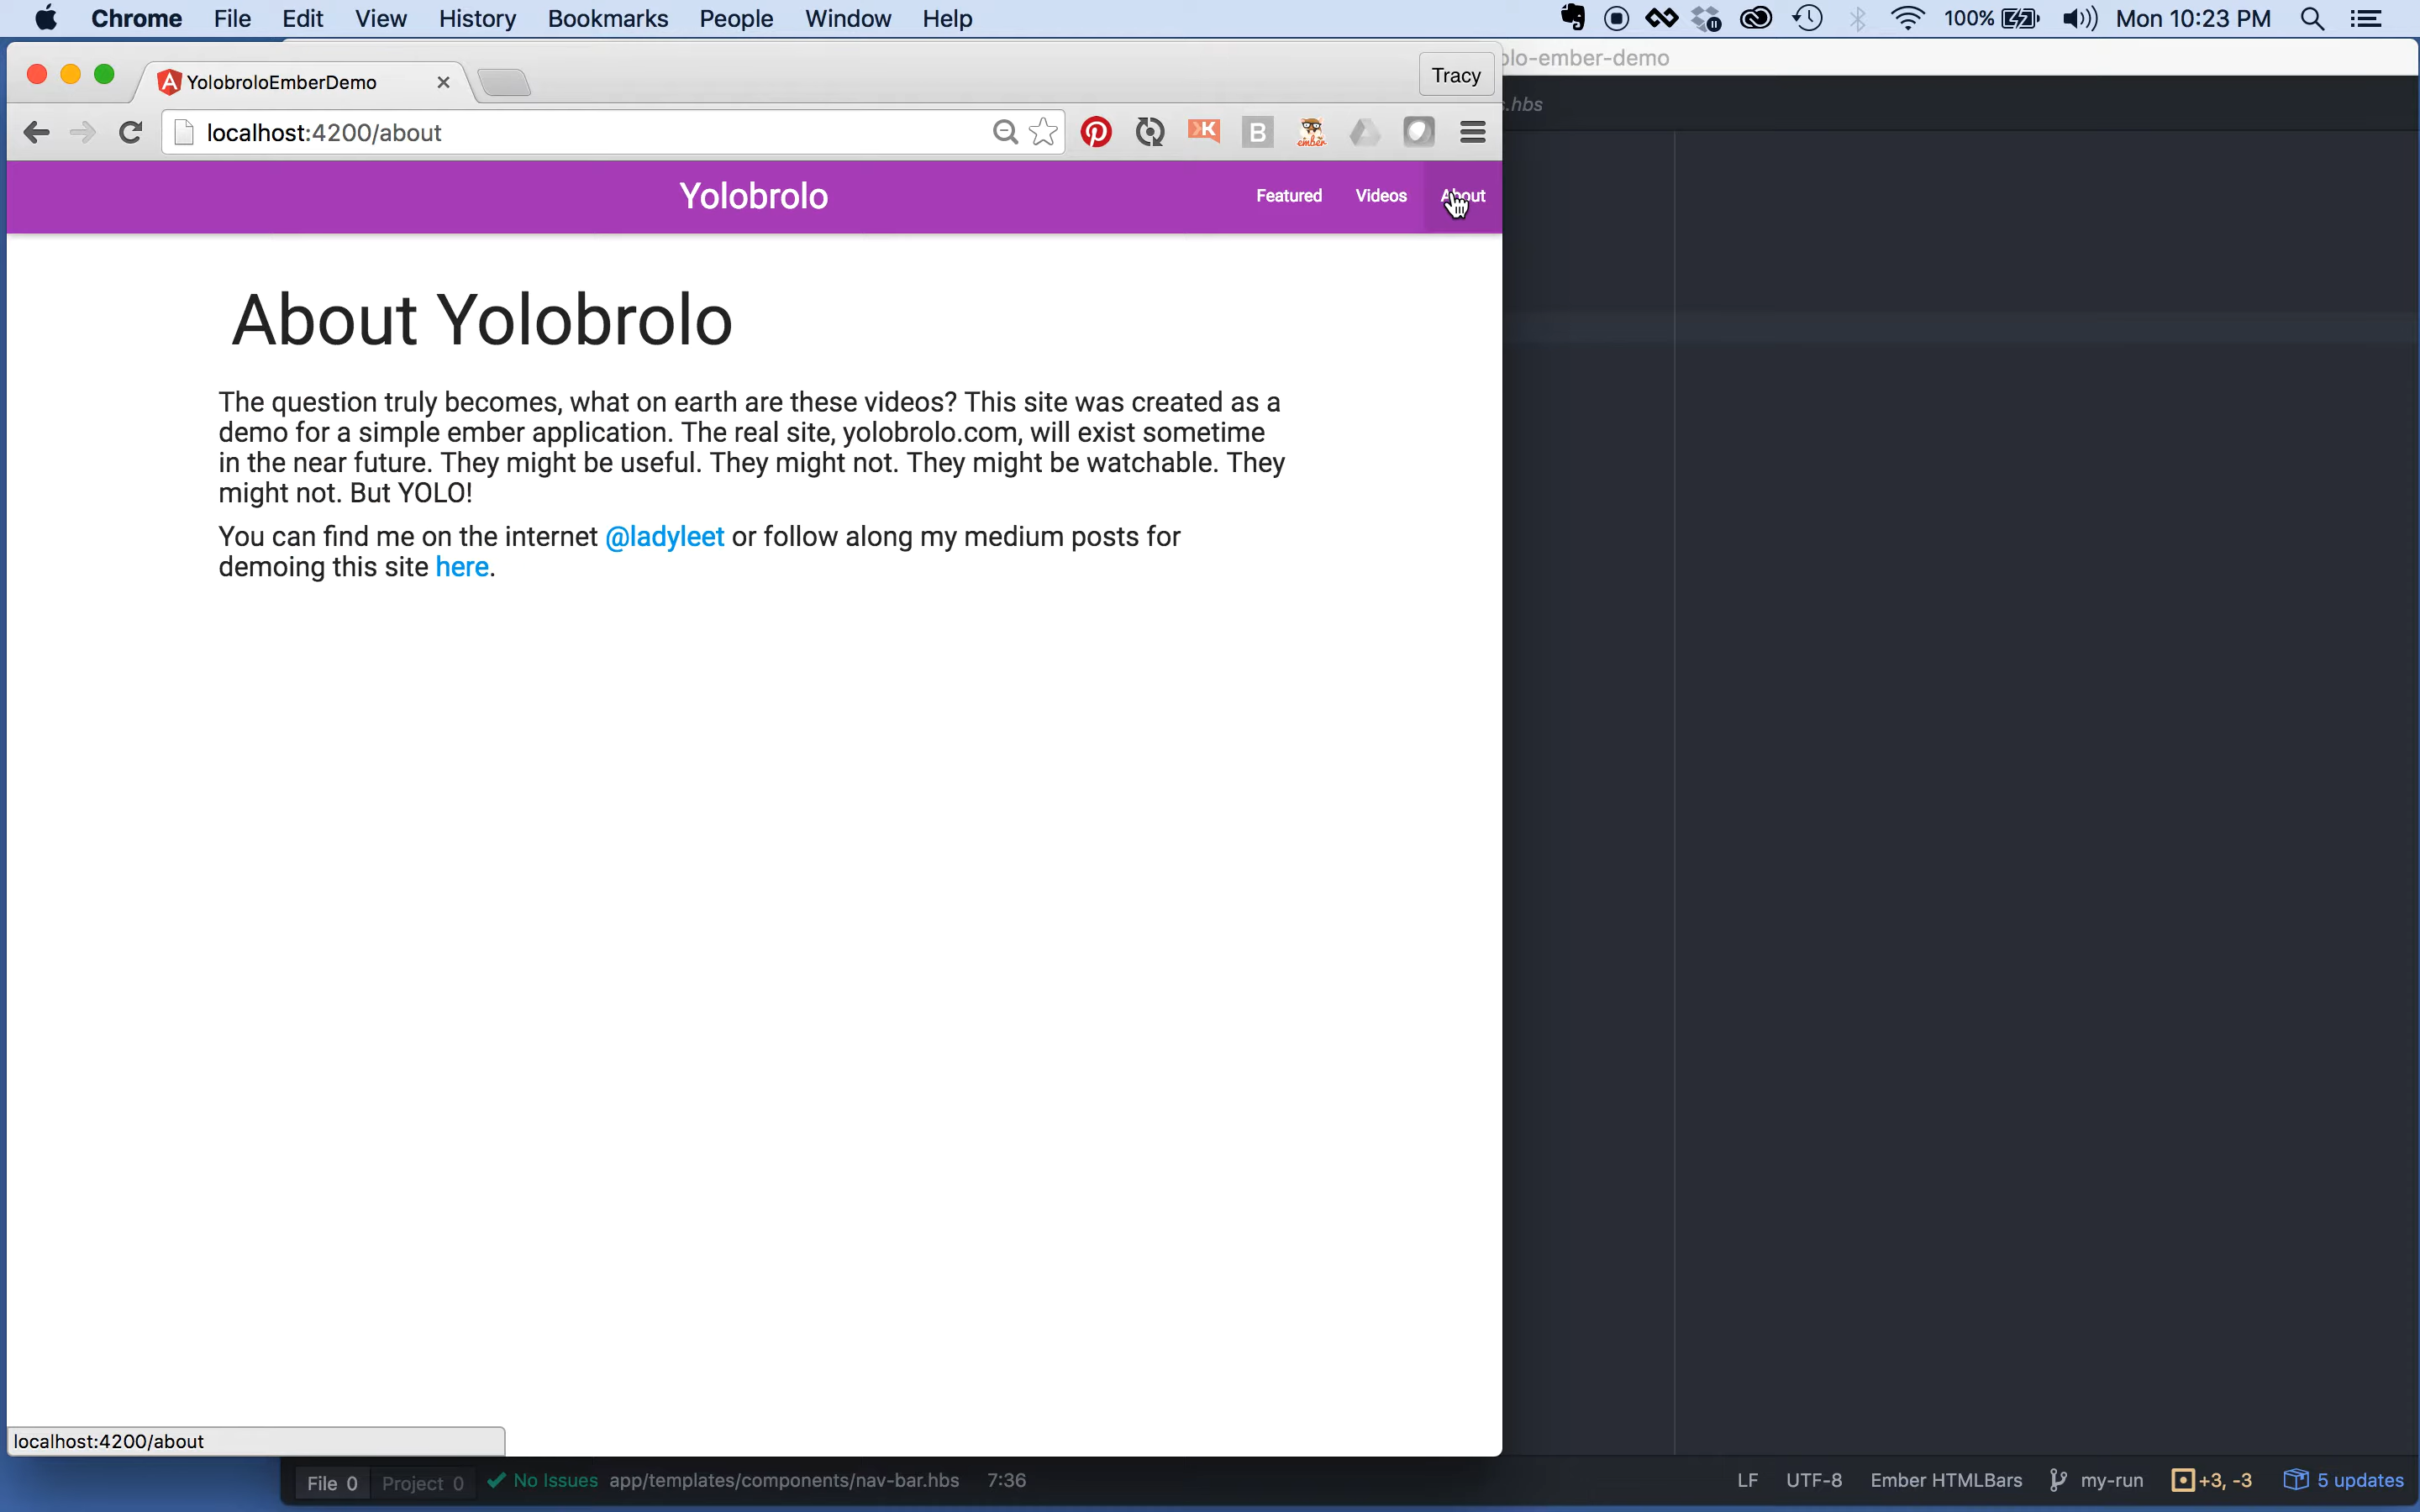 Chrome File Edit View History Bookmarks People Window Help 100% Mon 10:23 PM
YolobroloEmberDemo
Tracy
olo-ember-demo
.hbs
localhost:4200/about
K
B
ember
Yolobrolo
Featured Videos About
About Yolobrolo
The question truly becomes, what on earth are these videos? This site was created as a
demo for a simple ember application. The real site, yolobrolo.com, will exist sometime
in the near future. They might be useful. They might not. They might be watchable. They
might not. But YOLO!
You can find me on the internet @ladyleet or follow along my medium posts for
demoing this site here.
localhost:4200/about
File 0 Project 0 No Issues app/templates/components/nav-bar.hbs 7:36 LF UTF-8 Ember HTMLBars my-run +3, -3 5 updates